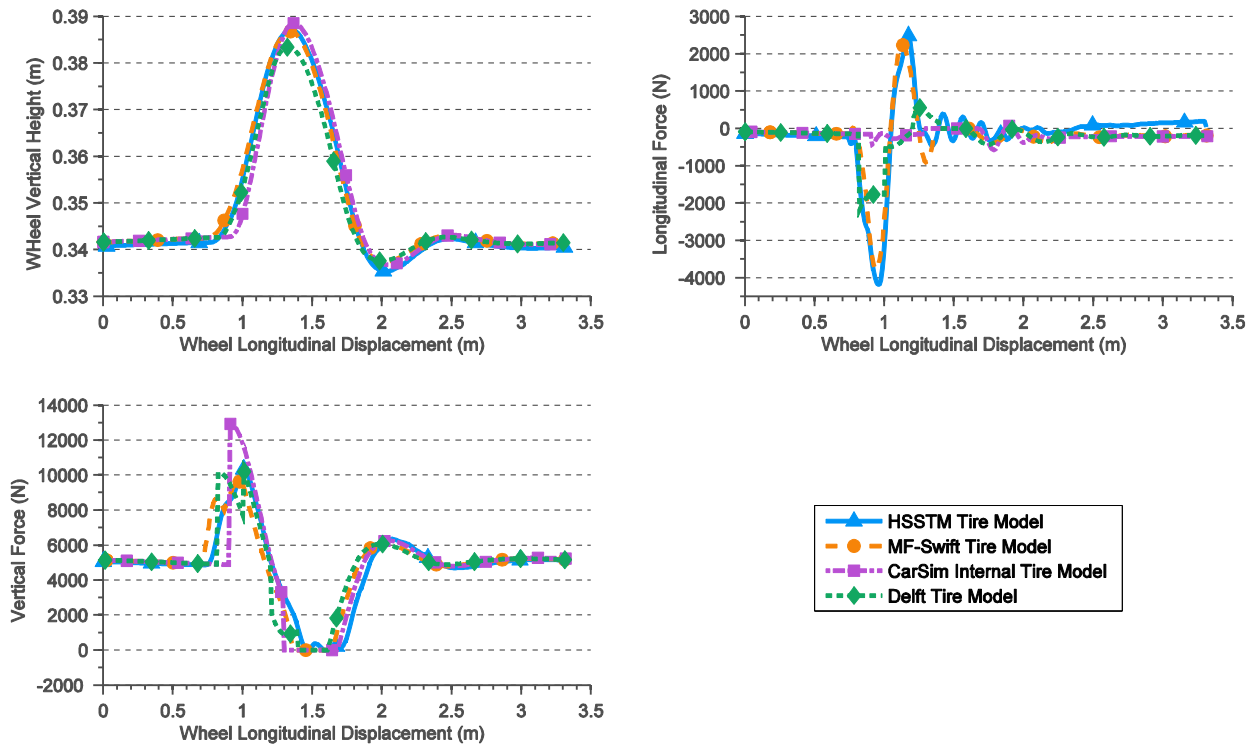 0.39
0.38
0.37
0.36
0.35
0.34
0.33
WHeel Vertical Height (m)
0 0.5 1 1.5 2 2.5 3 3.5
Wheel Longitudinal Displacement (m)
3000
2000
1000
0
-1000
-2000
-3000
-4000
Longitudinal Force (N)
0 0.5 1 1.5 2 2.5 3 3.5
Wheel Longitudinal Displacement (m)
14000
12000
10000
8000
6000
4000
2000
0
-2000
Vertical Force (N)
0 0.5 1 1.5 2 2.5 3 3.5
Wheel Longitudinal Displacement (m)
HSSTM Tire Model
MF-Swift Tire Model
CarSim Internal Tire Model
Delft Tire Model